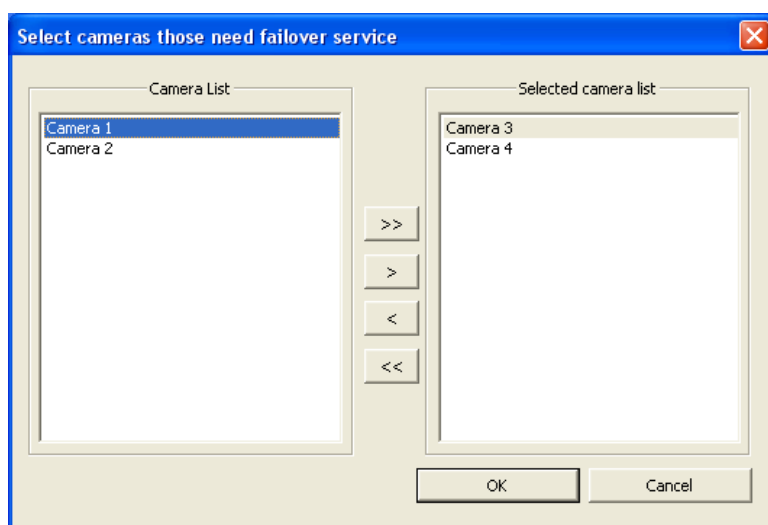 Select cameras those need failover service
Camera List
Camera 1
Camera 2
>>
>
<
<<
Selected camera list
Camera 3
Camera 4
OK
Cancel